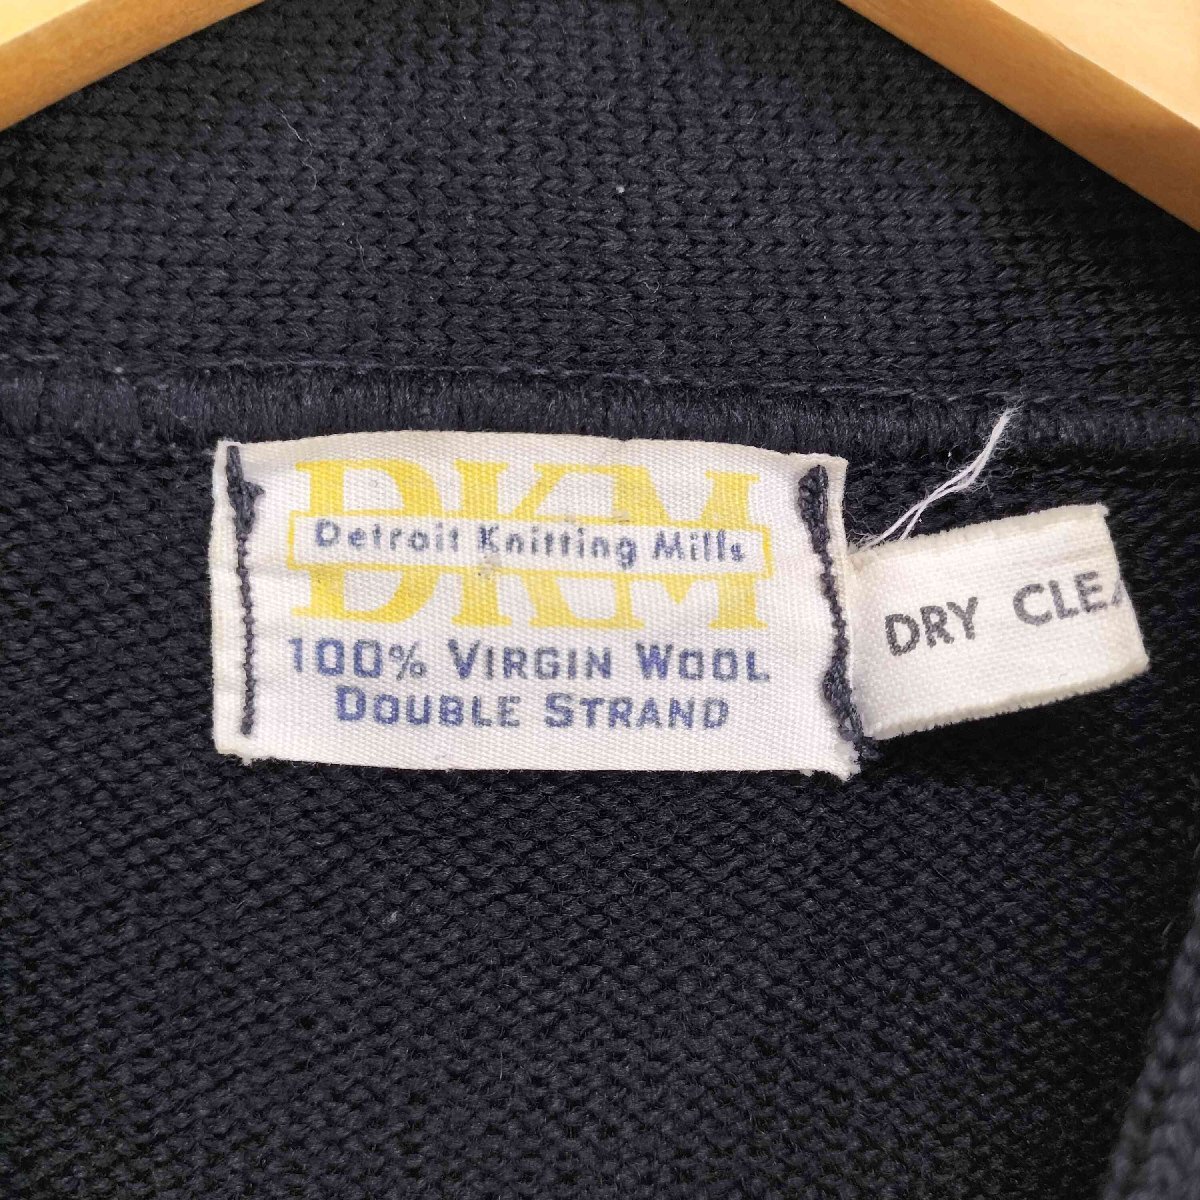 DKM
Detroit Knitting Mills
100% VIRGIN WOOL
DOUBLE STRAND
DRY CLEA